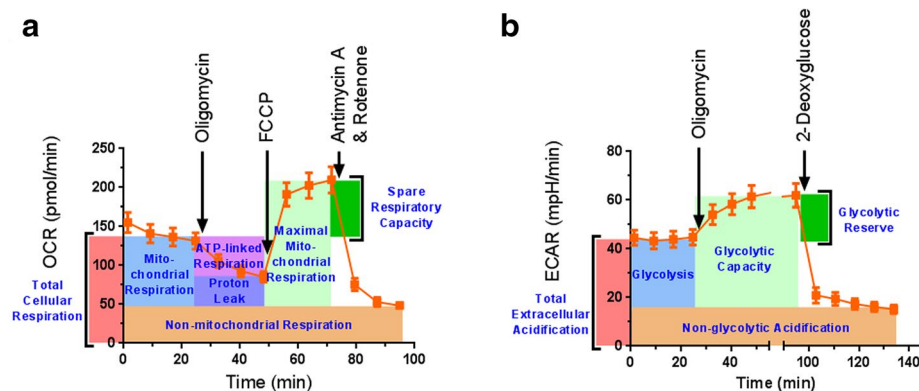 a
Oligomycin
FCCP
Antimycin A
& Rotenone
OCR (pmol/min)
250
200
150
100
50
0
Spare
Respiratory
Capacity
Mito-
chondrial
Respiration
ATP-linked
Respiration
Proton
Leak
Maximal
Mito-
chondrial
Respiration
Total
Cellular
Respiration
Non-mitochondrial Respiration
0 20 40 60 80 100
Time (min)
b
Oligomycin
2-Deoxyglucose
ECAR (mpH/min)
80
60
40
20
0
Glycolytic
Reserve
Glycolysis
Glycolytic
Capacity
Total
Extracellular
Acidification
Non-glycolytic Acidification
0 20 40 100 120 140
Time (min)